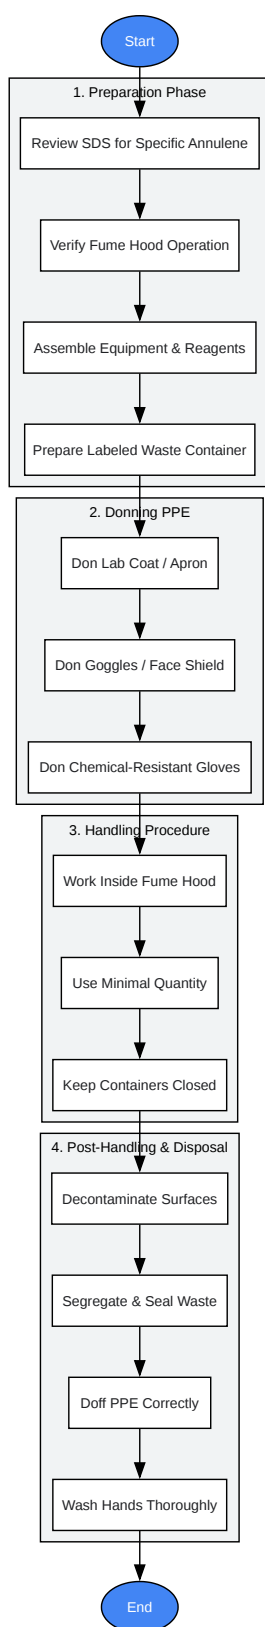 Start
1. Preparation Phase
Review SDS for Specific Annulene
Verify Fume Hood Operation
Assemble Equipment & Reagents
Prepare Labeled Waste Container
2. Donning PPE
Don Lab Coat / Apron
Don Goggles / Face Shield
Don Chemical-Resistant Gloves
3. Handling Procedure
Work Inside Fume Hood
Use Minimal Quantity
Keep Containers Closed
4. Post-Handling & Disposal
Decontaminate Surfaces
Segregate & Seal Waste
Doff PPE Correctly
Wash Hands Thoroughly
End